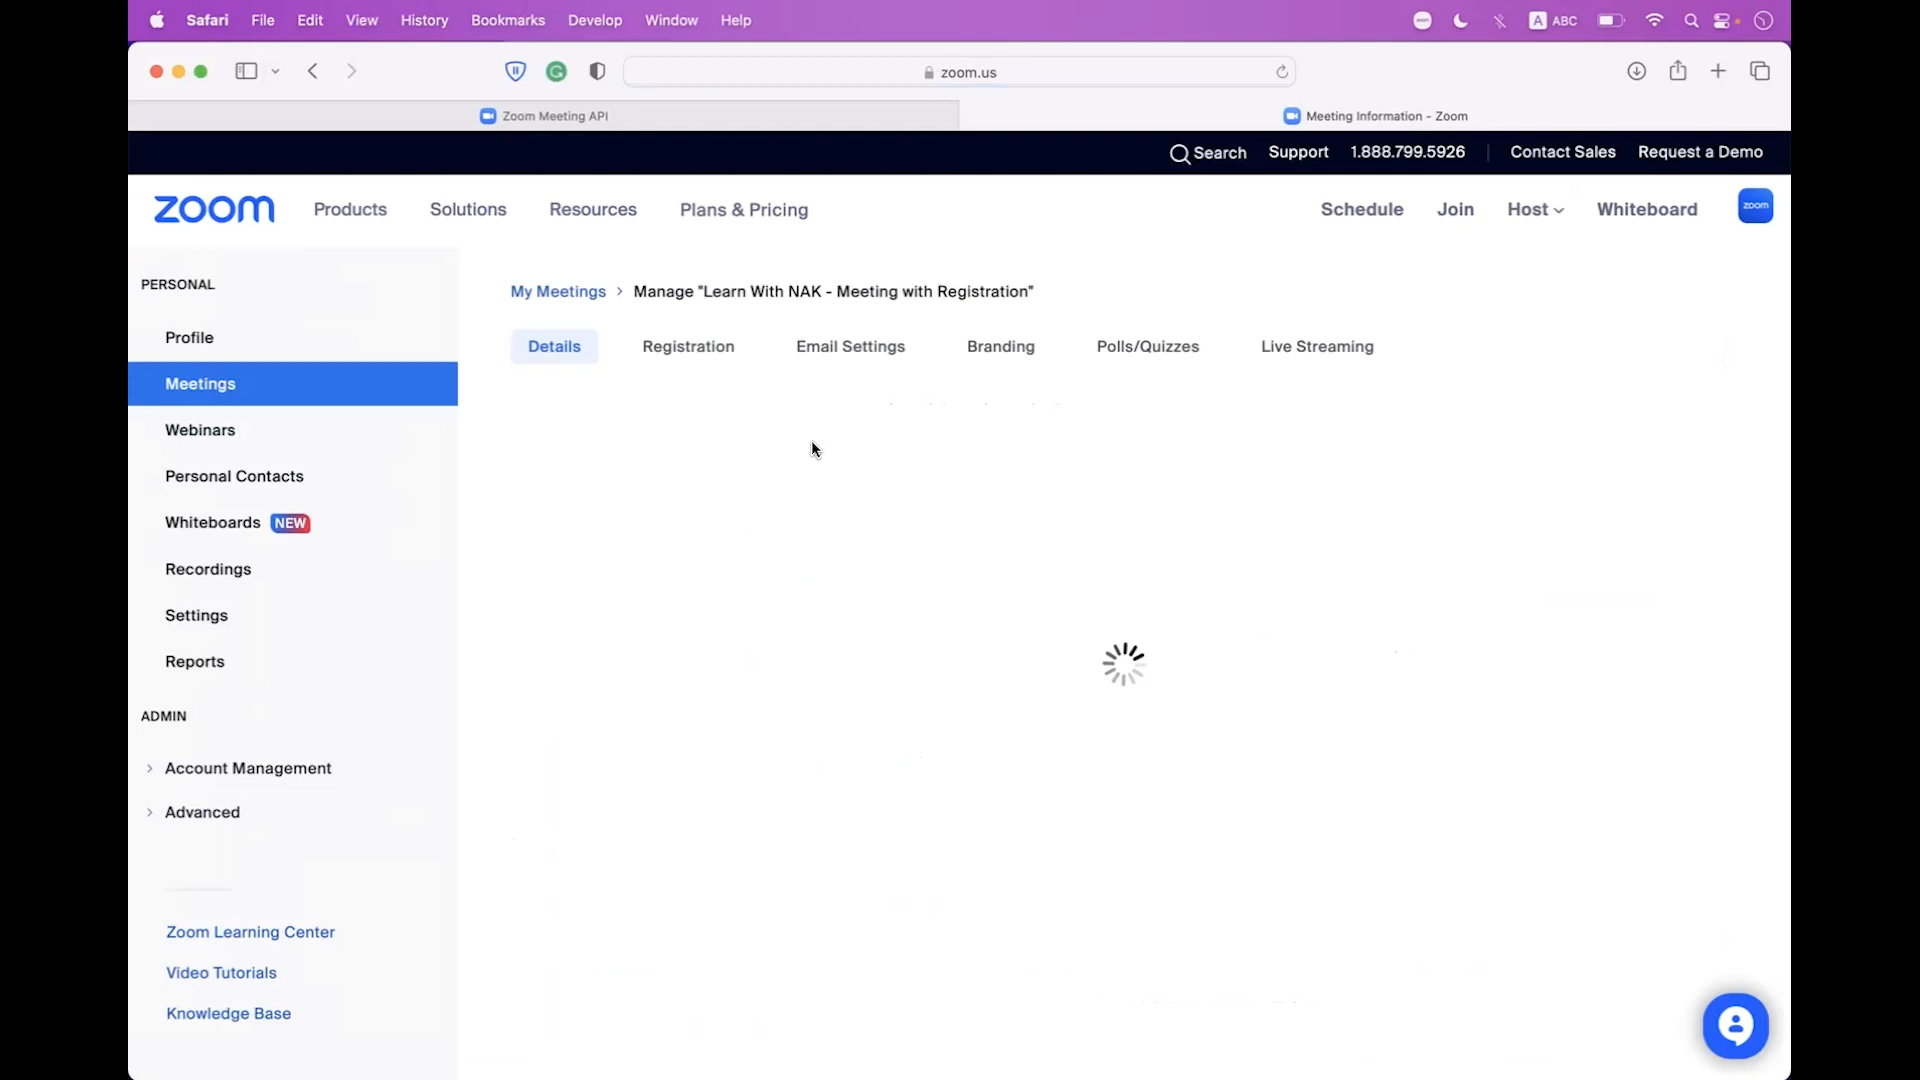 Safari File Edit View History Bookmarks Develop Window Help A ABC
zoom.us
Zoom Meeting API
Meeting Information - Zoom
Search Support 1.888.799.5926 Contact Sales Request a Demo
zoom Products Solutions Resources Plans & Pricing Schedule Join Host Whiteboard zoom
PERSONAL
Profile
Meetings
Webinars
Personal Contacts
Whiteboards NEW
Recordings
Settings
Reports
ADMIN
Account Management
Advanced
Zoom Learning Center
Video Tutorials
Knowledge Base
My Meetings > Manage "Learn With NAK - Meeting with Registration"
Details Registration Email Settings Branding Polls/Quizzes Live Streaming